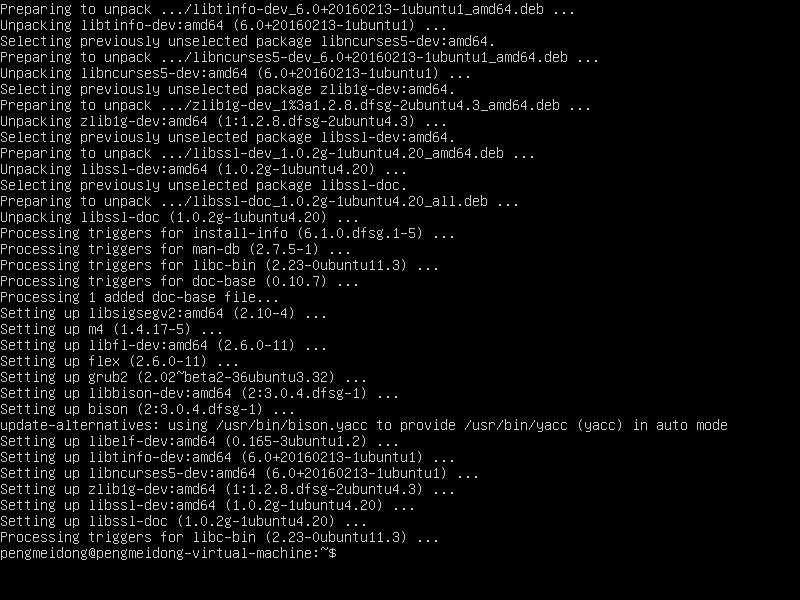 Preparing to unpack .../libtinfo-dev_6.0+20160213-1ubuntu1_amd64.deb ...
Unpacking libtinfo-dev:amd64 (6.0+20160213-1ubuntu1) ...
Selecting previously unselected package libncurses5-dev:amd64.
Preparing to unpack .../libncurses5-dev_6.0+20160213-1ubuntu1_amd64.deb ...
Unpacking libncurses5-dev:amd64 (6.0+20160213-1ubuntu1) ...
Selecting previously unselected package zlib1g-dev:amd64.
Preparing to unpack .../zlib1g-dev_1%3a1.2.8.dfsg-2ubuntu4.3_amd64.deb ...
Unpacking zlib1g-dev:amd64 (1:1.2.8.dfsg-2ubuntu4.3) ...
Selecting previously unselected package libssl-dev:amd64.
Preparing to unpack .../libssl-dev_1.0.2g-1ubuntu4.20_amd64.deb ...
Unpacking libssl-dev:amd64 (1.0.2g-1ubuntu4.20) ...
Selecting previously unselected package libssl-doc.
Preparing to unpack .../libssl-doc_1.0.2g-1ubuntu4.20_all.deb ...
Unpacking libssl-doc (1.0.2g-1ubuntu4.20) ...
Processing triggers for install-info (6.1.0.dfsg.1-5) ...
Processing triggers for man-db (2.7.5-1) ...
Processing triggers for libc-bin (2.23-0ubuntu11.3) ...
Processing triggers for doc-base (0.10.7) ...
Processing 1 added doc-base file...
Setting up libsigsegv2:amd64 (2.10-4) ...
Setting up m4 (1.4.17-5) ...
Setting up libfl-dev:amd64 (2.6.0-11) ...
Setting up flex (2.6.0-11) ...
Setting up grub2 (2.02~beta2-36ubuntu3.32) ...
Setting up libbison-dev:amd64 (2:3.0.4.dfsg-1) ...
Setting up bison (2:3.0.4.dfsg-1) ...
update-alternatives: using /usr/bin/bison.yacc to provide /usr/bin/yacc (yacc) in auto mode
Setting up libelf-dev:amd64 (0.165-3ubuntu1.2) ...
Setting up libtinfo-dev:amd64 (6.0+20160213-1ubuntu1) ...
Setting up libncurses5-dev:amd64 (6.0+20160213-1ubuntu1) ...
Setting up zlib1g-dev:amd64 (1:1.2.8.dfsg-2ubuntu4.3) ...
Setting up libssl-dev:amd64 (1.0.2g-1ubuntu4.20) ...
Setting up libssl-doc (1.0.2g-1ubuntu4.20) ...
Processing triggers for libc-bin (2.23-0ubuntu11.3) ...
pengmeidong@pengmeidong-virtual-machine:~$